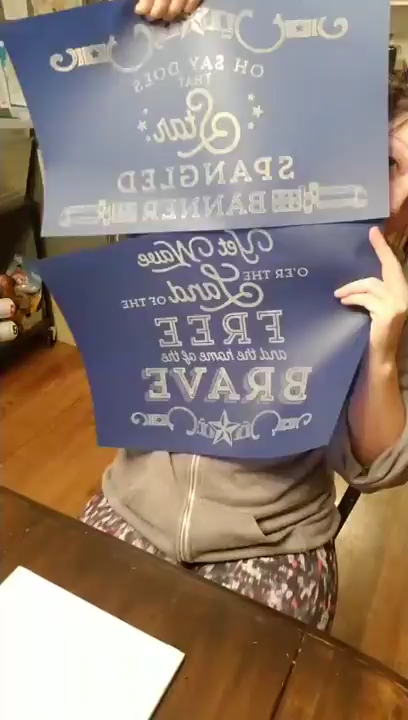 OH SAY DOES
THAT
Star
SPANGLED
BANNER
Yet Wave
O'ER THE
Land OF THE
FREE
and the home of the
BRAVE